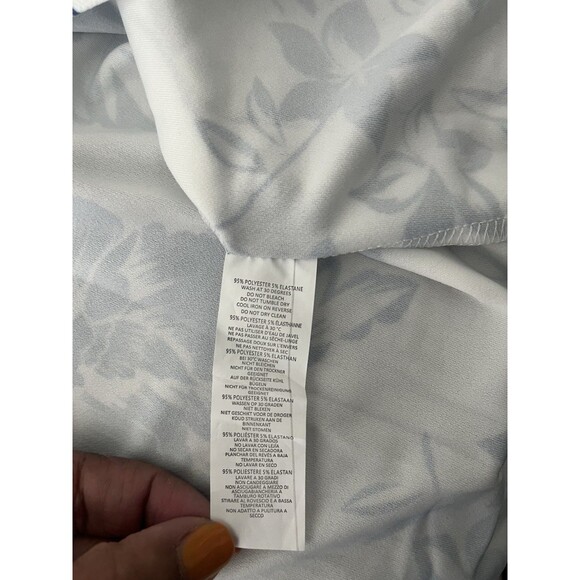 95% POLYESTER 5% ELASTANE
WASH AT 30 DEGREES
DO NOT BLEACH
DO NOT TUMBLE DRY
COOL IRON ON REVERSE
DO NOT DRY CLEAN
95% POLYESTER 5% ÉLASTHANNE
LAVAGE À 30 °C
NE PAS UTILISER D'EAU DE JAVEL
NE PAS PASSER AU SÈCHE-LINGE
REPASSAGE DOUX SUR L'ENVERS
NE PAS NETTOYER À SEC
95% POLYESTER 5% ELASTHAN
BEI 30°C WASCHEN
NICHT BLEICHEN
NICHT FÜR DEN TROCKNER
GEEIGNET
AUF DER RÜCKSEITE KÜHL
BÜGELN
NICHT FÜR TROCKENREINIGUNG
GEEIGNET
95% POLYESTER 5% ELASTAAN
WASSEN OP 30 GRADEN
NIET BLEKEN
NIET GESCHIKT VOOR DE DROGER
KOUD STRIJKEN AAN DE
BINNENKANT
NIET STOMEN
95% POLYESTER 5% ELASTANO
LAVAR A 30 GRADOS
NO LAVAR CON LEJÍA
NO SECAR EN SECADORA
PLANCHAR DEL REVÉS A BAJA
TEMPERATURA
NO LAVAR EN SECO
95% POLIESTERE 5% ELASTAN
LAVARE A 30 GRADI
NON CANDEGGIARE
NON ASCIUGARE A MEZZO DI
ASCIUGABIANCHERIA A
TAMBURO ROTATIVO
STIRARE AL ROVESCIO E A BASSA
TEMPERATURA
NON ADATTO A PULITURA A
SECCO